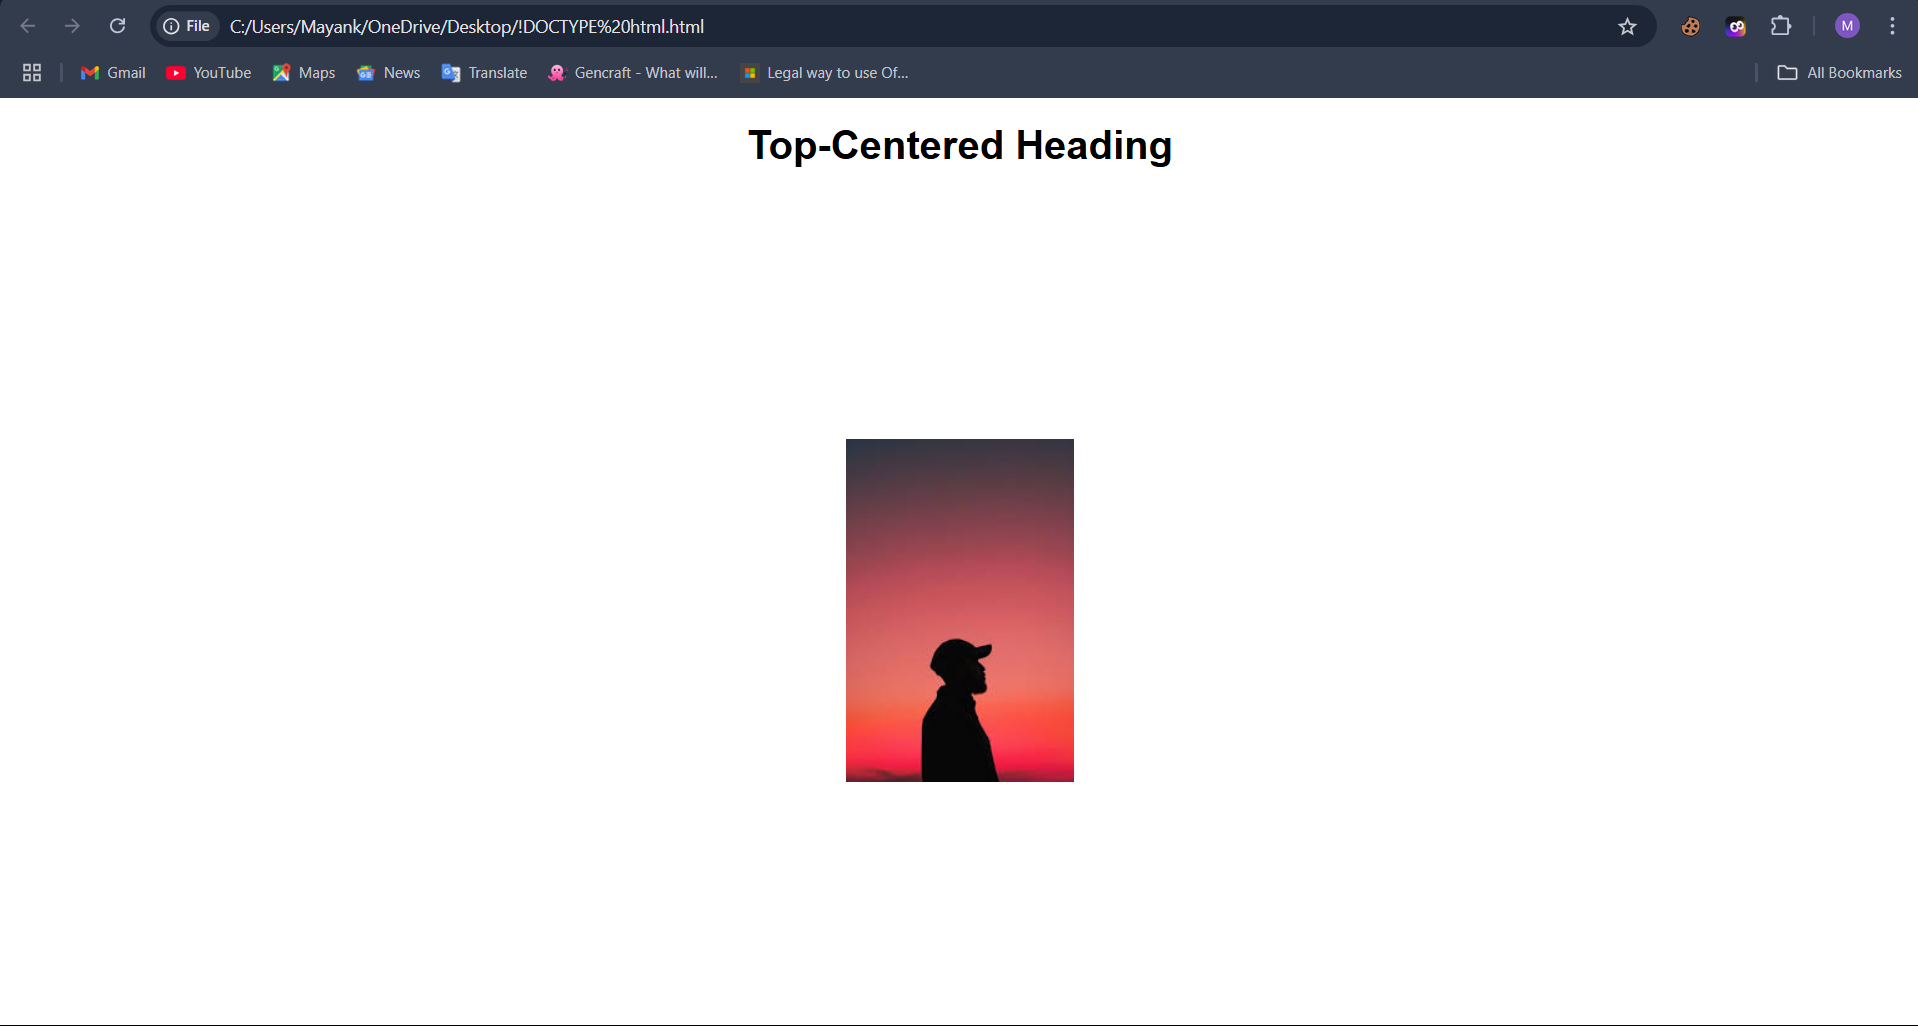 File C:/Users/Mayank/OneDrive/Desktop/!DOCTYPE%20html.html M
Gmail YouTube Maps News Translate Gencraft - What will... Legal way to use Of... All Bookmarks
Top-Centered Heading